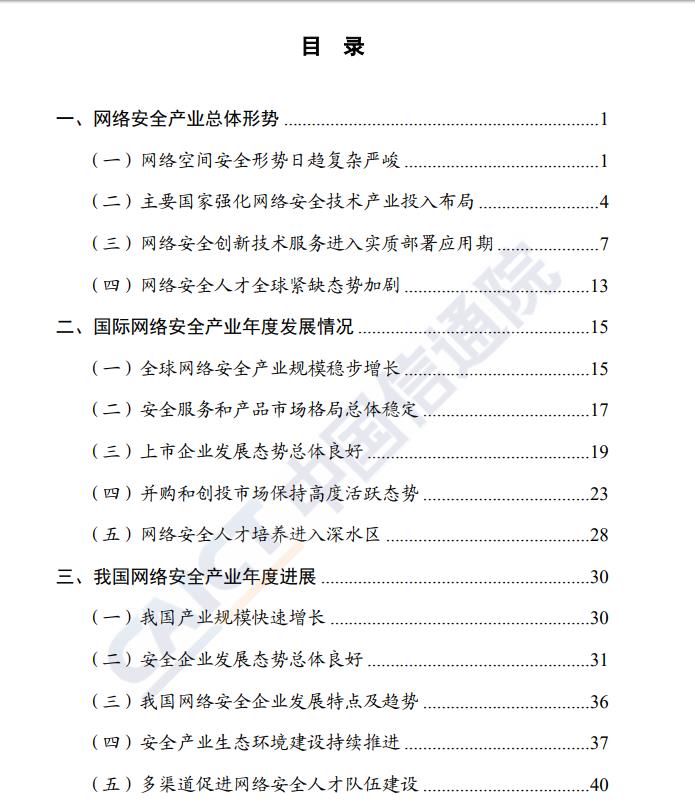 目 录
一、网络安全产业总体形势 ........ 1
（一）网络空间安全形势日趋复杂严峻 ........ 1
（二）主要国家强化网络安全技术产业投入布局 ........ 4
（三）网络安全创新技术服务进入实质部署应用期 ........ 7
（四）网络安全人才全球紧缺态势加剧 ........ 13
二、国际网络安全产业年度发展情况 ........ 15
（一）全球网络安全产业规模稳步增长 ........ 15
（二）安全服务和产品市场格局总体稳定 ........ 17
（三）上市企业发展态势总体良好 ........ 19
（四）并购和创投市场保持高度活跃态势 ........ 23
（五）网络安全人才培养进入深水区 ........ 28
三、我国网络安全产业年度进展 ........ 30
（一）我国产业规模快速增长 ........ 30
（二）安全企业发展态势总体良好 ........ 31
（三）我国网络安全企业发展特点及趋势 ........ 36
（四）安全产业生态环境建设持续推进 ........ 37
（五）多渠道促进网络安全人才队伍建设 ........ 40
CAICT 中国信通院